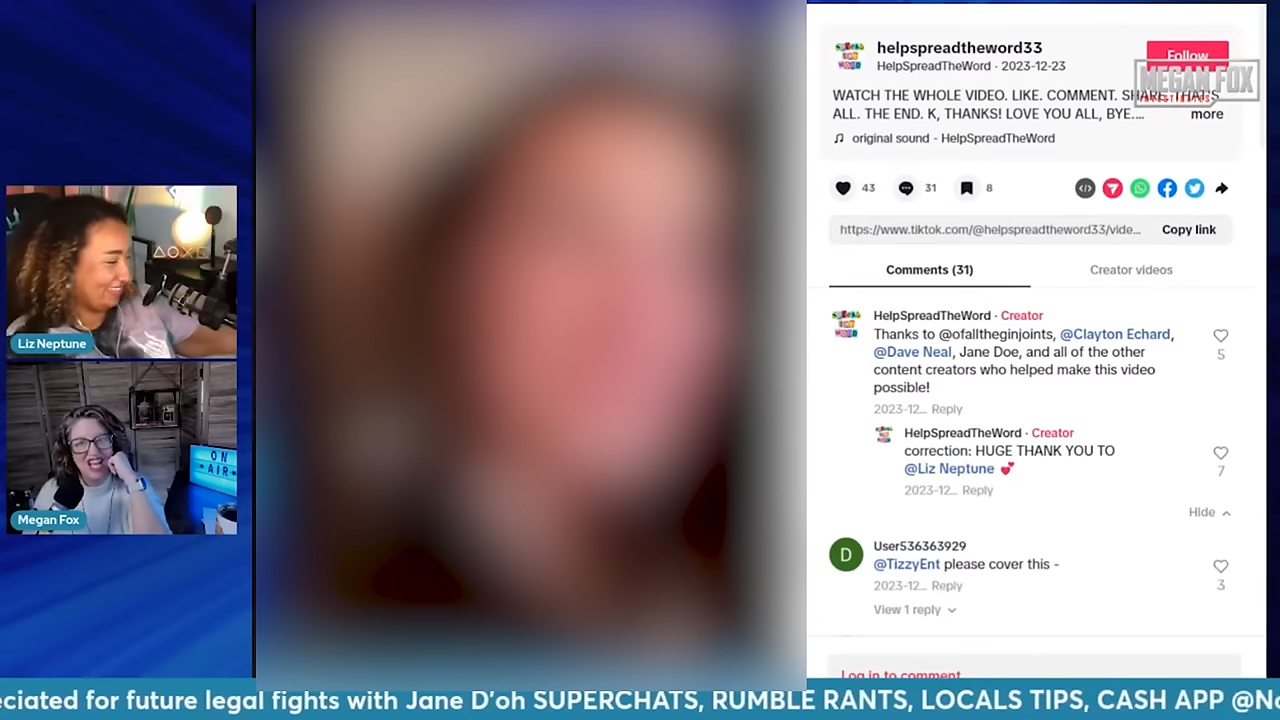 Liz Neptune
ON
AIR
Megan Fox
helpspreadtheword33
HelpSpreadTheWord · 2023-12-23
Follow
MEGAN FOX
INVESTIGATES
WATCH THE WHOLE VIDEO. LIKE. COMMENT. SHARE. THAT'S
ALL. THE END. K, THANKS! LOVE YOU ALL, BYE.... more
original sound - HelpSpreadTheWord
43 31 8
https://www.tiktok.com/@helpspreadtheword33/vide... Copy link
Comments (31) Creator videos
HelpSpreadTheWord · Creator
Thanks to @ofalltheginjoints, @Clayton Echard,
@Dave Neal, Jane Doe, and all of the other
content creators who helped make this video
possible!
5
2023-12... Reply
HelpSpreadTheWord · Creator
correction: HUGE THANK YOU TO
@Liz Neptune 💕
7
2023-12... Reply
Hide
D
User536363929
@TizzyEnt please cover this -
3
2023-12... Reply
View 1 reply
Log in to comment
eciated for future legal fights with Jane D'oh SUPERCHATS, RUMBLE RANTS, LOCALS TIPS, CASH APP